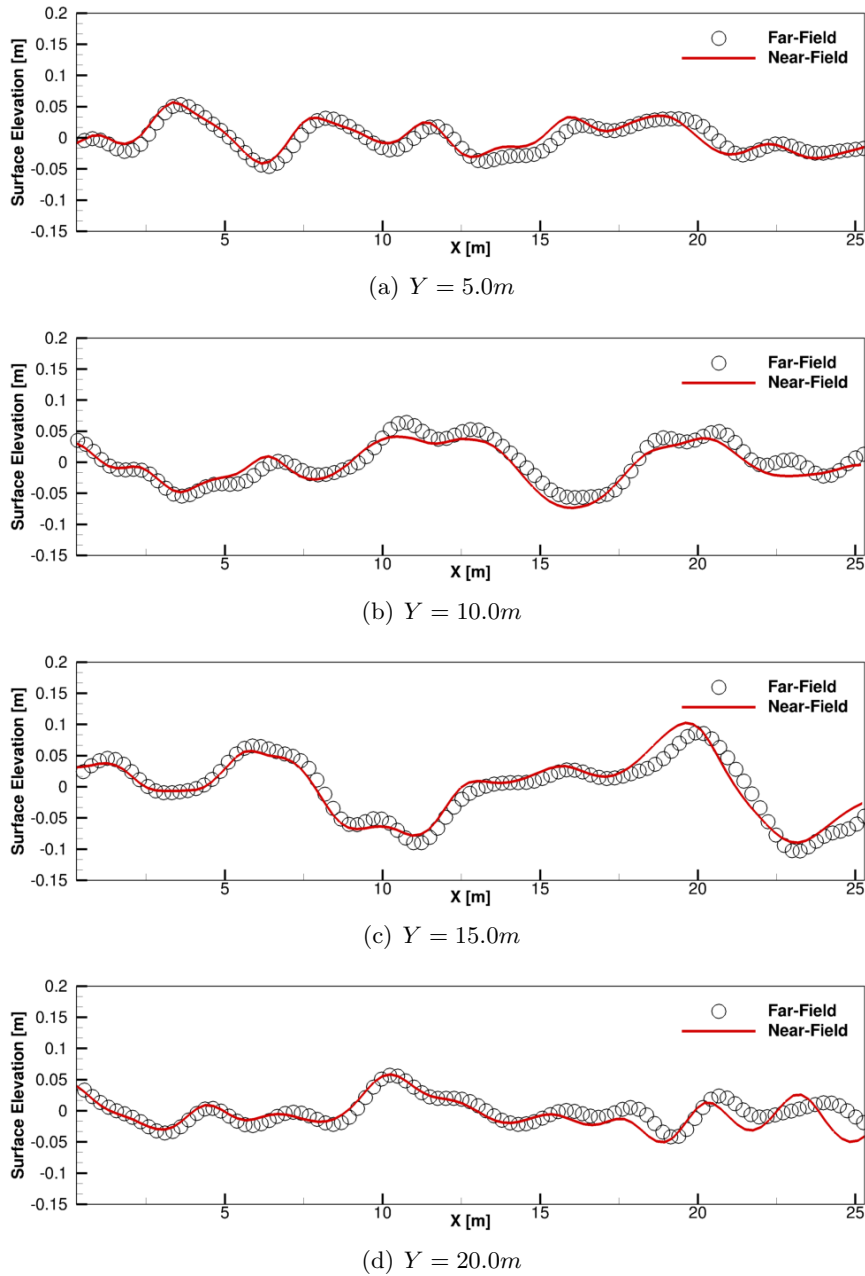 0.2
0.15
0.1
0.05
0
-0.05
-0.1
-0.15
Surface Elevation [m]
Far-Field
Near-Field
5 10 15 20 25
X [m]
(a) Y = 5.0m
0.2
0.15
0.1
0.05
0
-0.05
-0.1
-0.15
Surface Elevation [m]
Far-Field
Near-Field
5 10 15 20 25
X [m]
(b) Y = 10.0m
0.2
0.15
0.1
0.05
0
-0.05
-0.1
-0.15
Surface Elevation [m]
Far-Field
Near-Field
5 10 15 20 25
X [m]
(c) Y = 15.0m
0.2
0.15
0.1
0.05
0
-0.05
-0.1
-0.15
Surface Elevation [m]
Far-Field
Near-Field
5 10 15 20 25
X [m]
(d) Y = 20.0m